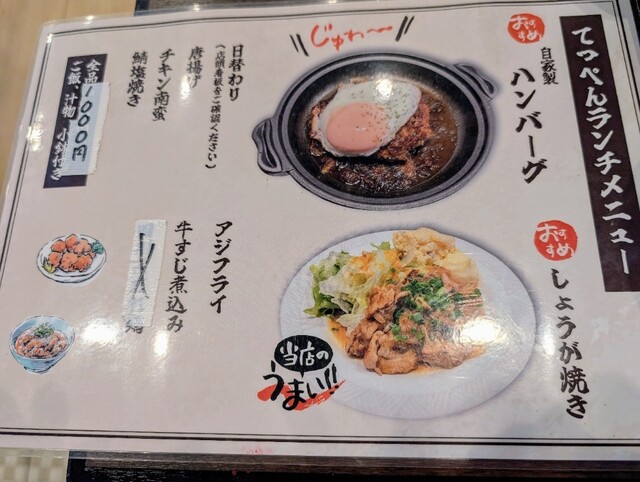 てっぺんランチメニュー
おすすめ
自家製
ハンバーグ
じゅわ〜
おすすめ
しょうが焼き
日替わり
(店頭看板をご確認ください)
唐揚げ
チキン南蛮
鯖塩焼き
アジフライ
牛すじ煮込み
全品1000円
ご飯、汁物、小鉢付き
当店の
うまい!!